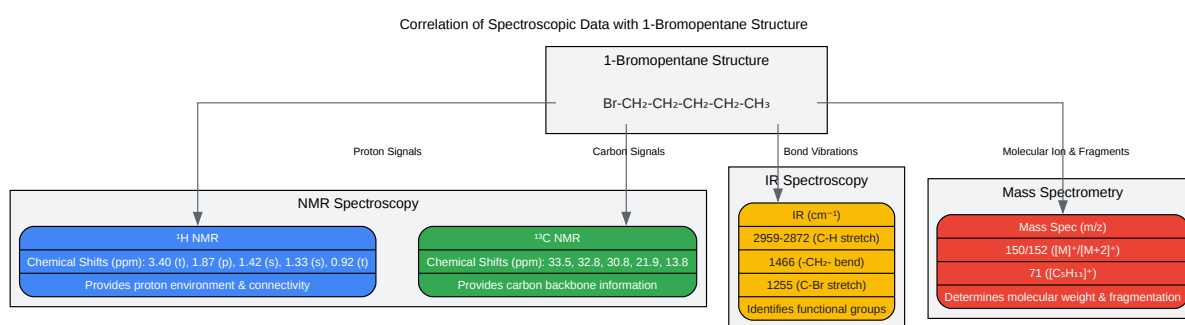 Correlation of Spectroscopic Data with 1-Bromopentane Structure
1-Bromopentane Structure
Br-CH₂-CH₂-CH₂-CH₂-CH₃
Proton Signals
Carbon Signals
Bond Vibrations
Molecular Ion & Fragments
NMR Spectroscopy
¹H NMR
Chemical Shifts (ppm): 3.40 (t), 1.87 (p), 1.42 (s), 1.33 (s), 0.92 (t)
Provides proton environment & connectivity
¹³C NMR
Chemical Shifts (ppm): 33.5, 32.8, 30.8, 21.9, 13.8
Provides carbon backbone information
IR Spectroscopy
IR (cm⁻¹)
2959-2872 (C-H stretch)
1466 (-CH₂- bend)
1255 (C-Br stretch)
Identifies functional groups
Mass Spectrometry
Mass Spec (m/z)
150/152 ([M]⁺/[M+2]⁺)
71 ([C₅H₁₁]⁺)
Determines molecular weight & fragmentation